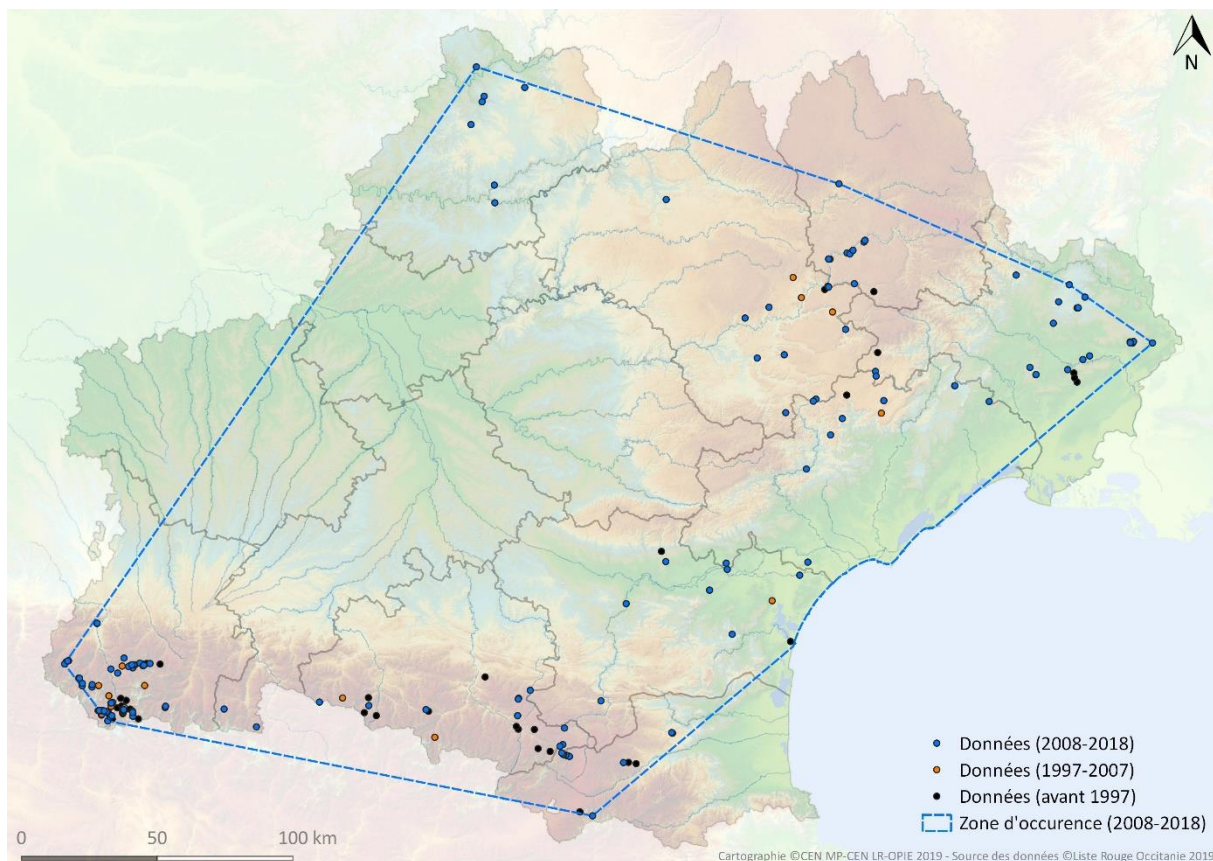 N
Données (2008-2018)
Données (1997-2007)
Données (avant 1997)
Zone d'occurence (2008-2018)
0 50 100 km
Cartographie ©CEN MP-CEN LR-OPIE 2019 - Source des données ©Liste Rouge Occitanie 2019